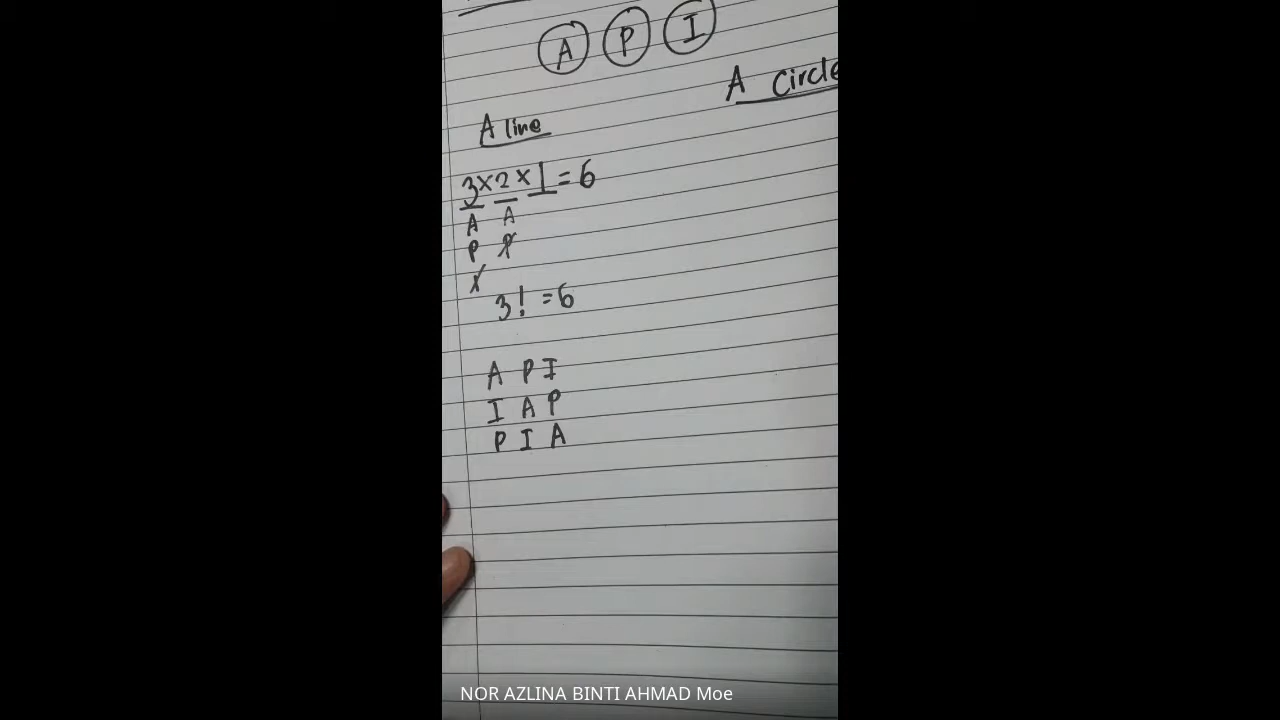 A P I
A Circle
A line
3 × 2 × 1 = 6
A A
P P
I
3! = 6
A P I
I A P
P I A
NOR AZLINA BINTI AHMAD Moe